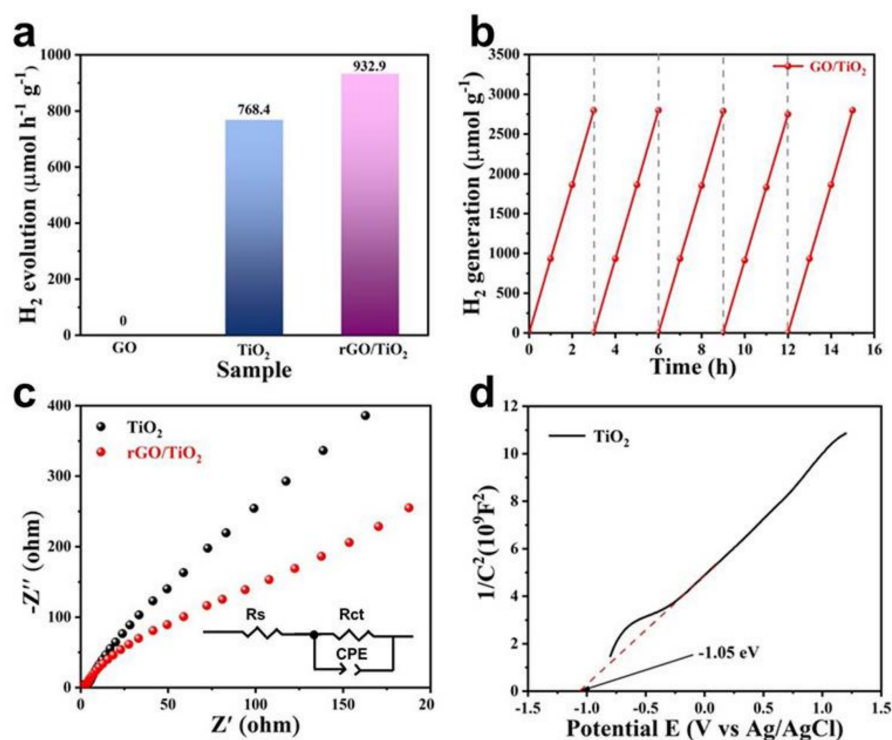 a
H₂ evolution (μmol h⁻¹ g⁻¹)
1000
800
600
400
200
0
0
768.4
932.9
GO
TiO₂
rGO/TiO₂
Sample
b
H₂ generation (μmol g⁻¹)
3500
3000
2500
2000
1500
1000
500
0
GO/TiO₂
0 2 4 6 8 10 12 14 16
Time (h)
c
-Z'' (ohm)
400
300
200
100
0
TiO₂
rGO/TiO₂
Rs
Rct
CPE
0 50 100 150 20
Z' (ohm)
d
1/C²(10⁹F²)
12
10
8
6
4
2
0
TiO₂
-1.05 eV
-1.5 -1.0 -0.5 0.0 0.5 1.0 1.5
Potential E (V vs Ag/AgCl)